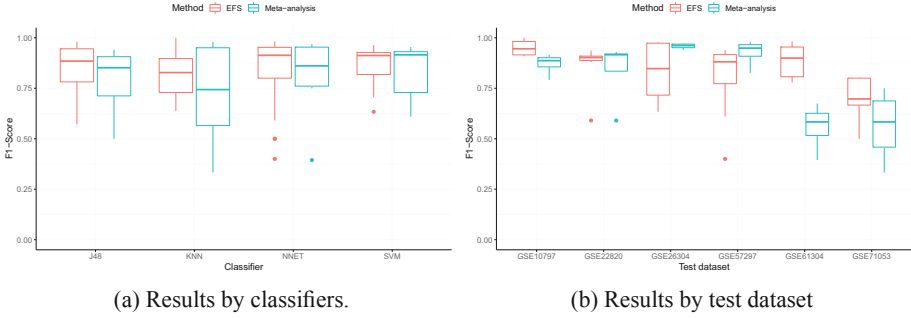 Method EFS Meta-analysis
1.00
0.75
0.50
0.25
0.00
F1-Score
J48 KNN NNET SVM
Classifier
(a) Results by classifiers.
Method EFS Meta-analysis
1.00
0.75
0.50
0.25
0.00
F1-Score
GSE10797 GSE22820 GSE26304 GSE57297 GSE61304 GSE71053
Test dataset
(b) Results by test dataset